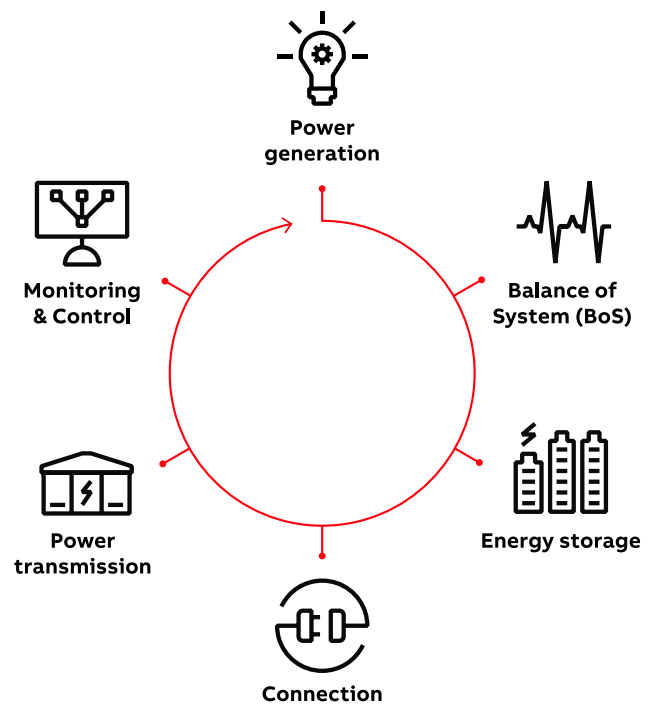 Power
generation
Balance of
System (BoS)
Energy storage
Connection
Power
transmission
Monitoring
& Control